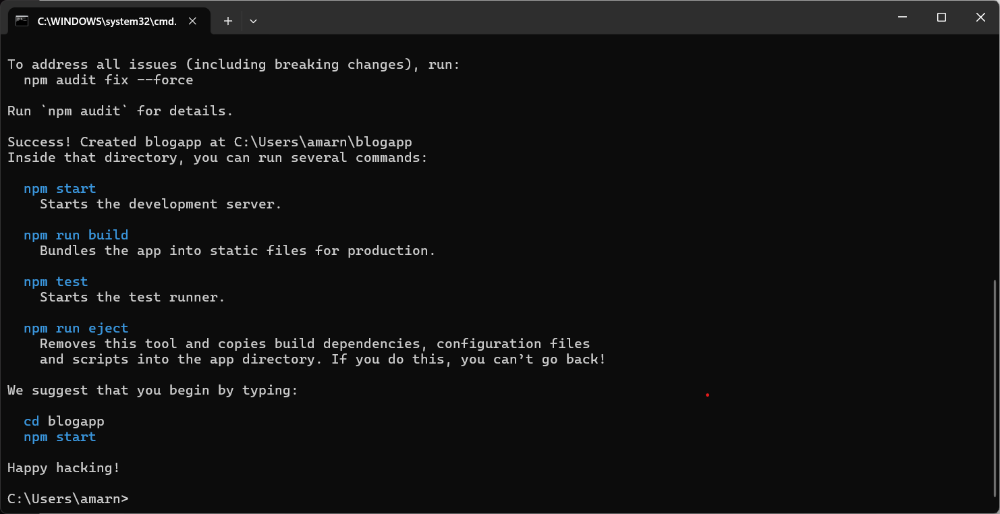 C:\WINDOWS\system32\cmd.
To address all issues (including breaking changes), run:
npm audit fix --force
Run `npm audit` for details.
Success! Created blogapp at C:\Users\amarn\blogapp
Inside that directory, you can run several commands:
npm start
Starts the development server.
npm run build
Bundles the app into static files for production.
npm test
Starts the test runner.
npm run eject
Removes this tool and copies build dependencies, configuration files
and scripts into the app directory. If you do this, you can’t go back!
We suggest that you begin by typing:
cd blogapp
npm start
Happy hacking!
C:\Users\amarn>